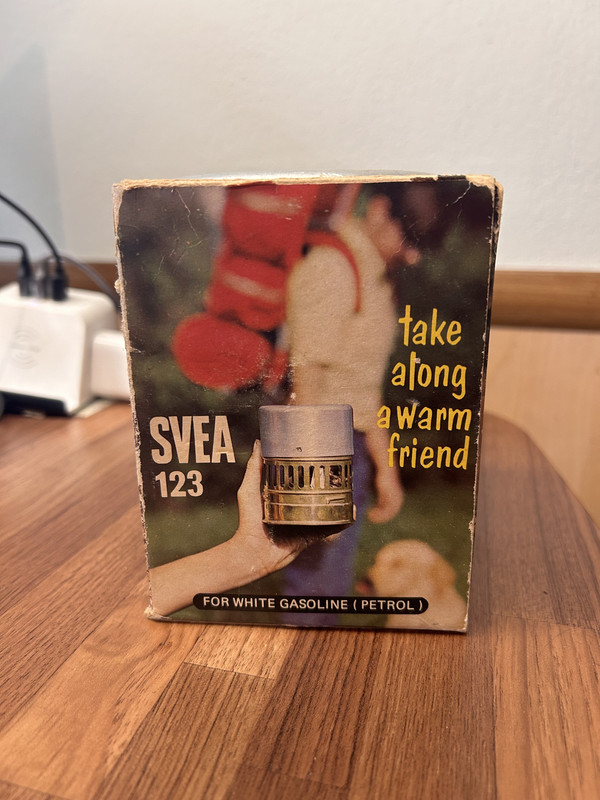 take
along
a warm
friend
SVEA
123
FOR WHITE GASOLINE ( PETROL )